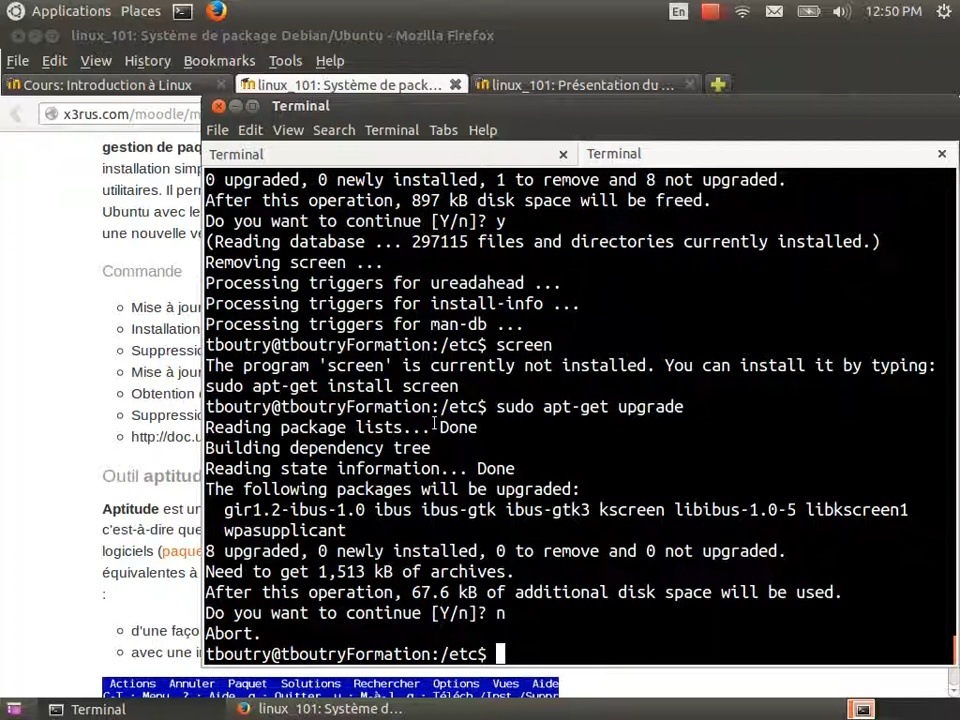 Applications Places En 12:50 PM
linux_101: Système de package Debian/Ubuntu - Mozilla Firefox
File Edit View History Bookmarks Tools Help
Cours: Introduction à Linux linux_101: Système de pack... linux_101: Présentation du ...
x3rus.com/moodle/m
Terminal
File Edit View Search Terminal Tabs Help
Terminal Terminal
gestion de paq
installation simp
utilitaires. Il per
Ubuntu avec le
une nouvelle ve
Commande
Mise à jou
Installation
Suppressio
Mise à jou
Obtention
http://doc.u
Outil aptitud
Aptitude est un
c'est-à-dire que
logiciels (paque
équivalentes à
:
d'une faço
avec une i
0 upgraded, 0 newly installed, 1 to remove and 8 not upgraded.
After this operation, 897 kB disk space will be freed.
Do you want to continue [Y/n]? y
(Reading database ... 297115 files and directories currently installed.)
Removing screen ...
Processing triggers for ureadahead ...
Processing triggers for install-info ...
Processing triggers for man-db ...
tboutry@tboutryFormation:/etc$ screen
The program 'screen' is currently not installed. You can install it by typing:
sudo apt-get install screen
tboutry@tboutryFormation:/etc$ sudo apt-get upgrade
Reading package lists... Done
Building dependency tree
Reading state information... Done
The following packages will be upgraded:
gir1.2-ibus-1.0 ibus ibus-gtk ibus-gtk3 kscreen libibus-1.0-5 libkscreen1
wpasupplicant
8 upgraded, 0 newly installed, 0 to remove and 0 not upgraded.
Need to get 1,513 kB of archives.
After this operation, 67.6 kB of additional disk space will be used.
Do you want to continue [Y/n]? n
Abort.
tboutry@tboutryFormation:/etc$
Actions Annuler Paquet Solutions Rechercher Options Vues Aide
C-T : Menu ? : Aide q : Quitter u : M-à-J g : Téléch./Inst./Suppr
Terminal linux_101: Système d...